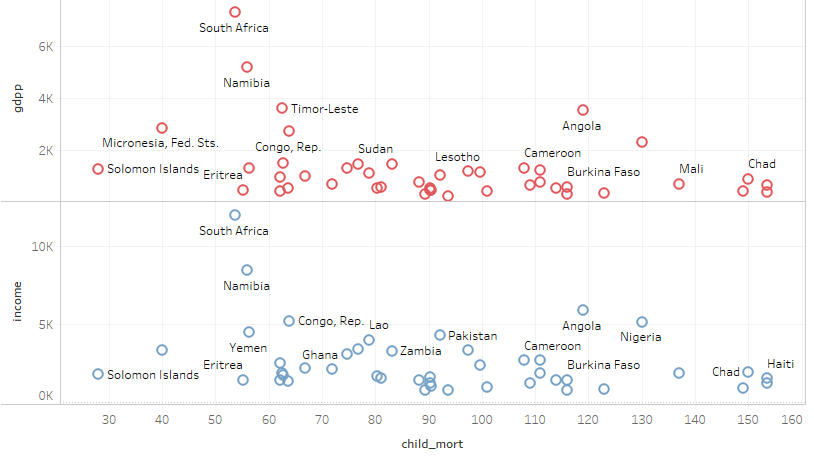 South Africa
6K
Namibia
gdpp
4K
Timor-Leste
Angola
Micronesia, Fed. Sts.
Congo, Rep.
Sudan
2K
Lesotho
Cameroon
Chad
Solomon Islands
Eritrea
Burkina Faso
Mali
South Africa
10K
Namibia
income
5K
Congo, Rep.
Lao
Angola
Pakistan
Nigeria
Yemen
Ghana
Zambia
Cameroon
Eritrea
Burkina Faso
Haiti
Solomon Islands
Chad
0K
30 40 50 60 70 80 90 100 110 120 130 140 150 160
child_mort